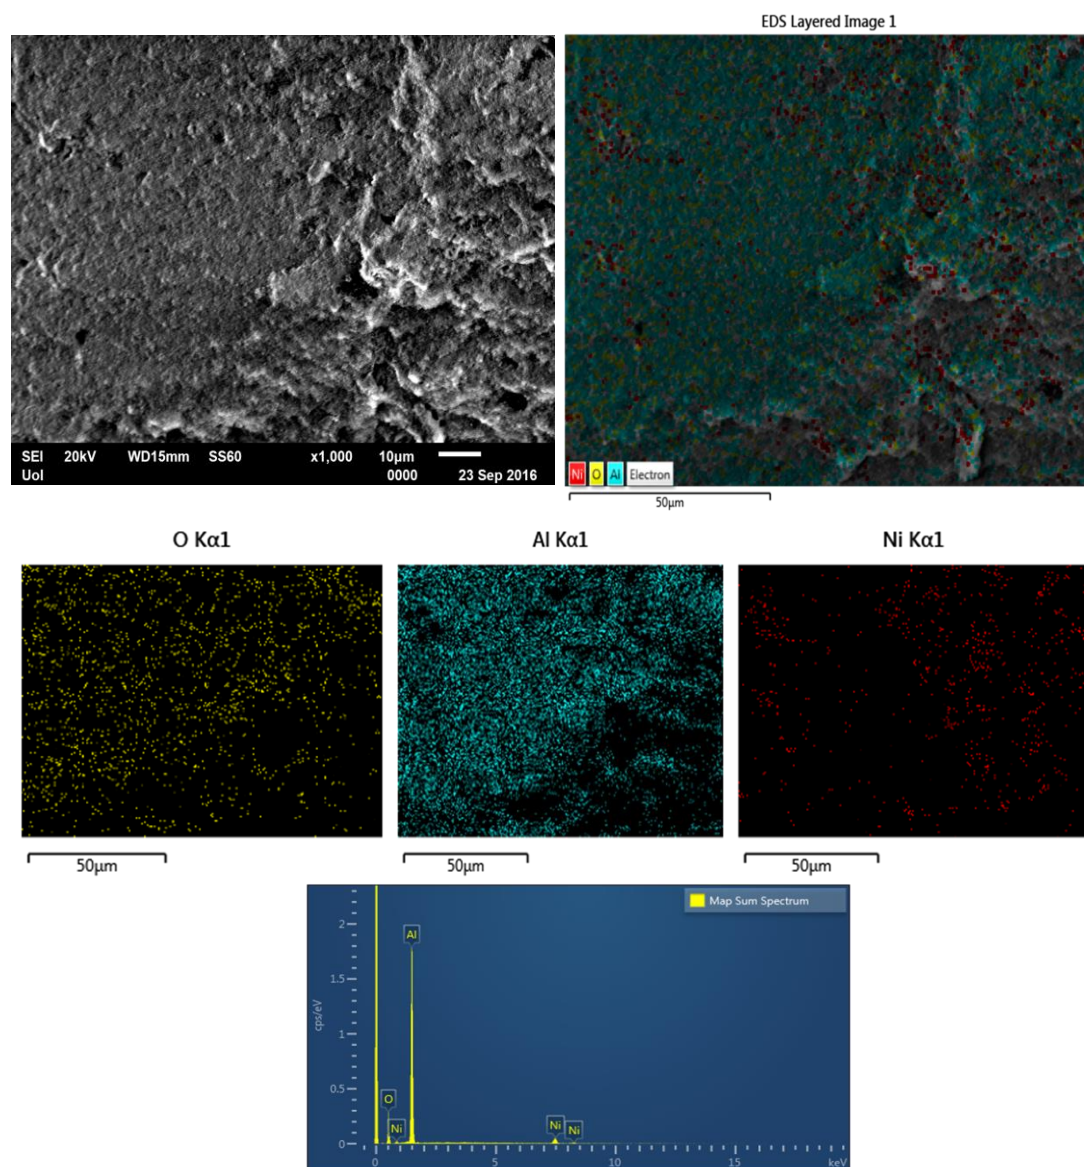 EDS Layered Image 1
SEI 20kV WD15mm SS60 x1,000 10µm
UoI 0000 23 Sep 2016
Ni O Al Electron
50µm
O Kα1 Al Kα1 Ni Kα1
50µm 50µm 50µm
Map Sum Spectrum
2
Al
1.5
cps/eV
1
0.5
O
Ni Ni Ni
0
0 5 10 15 keV